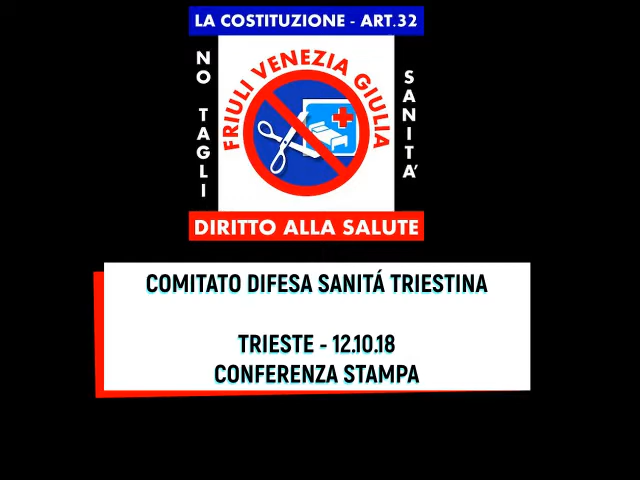 LA COSTITUZIONE - ART.32
NO TAGLI
FRIULI VENEZIA GIULIA
SANITA'
DIRITTO ALLA SALUTE
COMITATO DIFESA SANITÁ TRIESTINA
TRIESTE - 12.10.18
CONFERENZA STAMPA